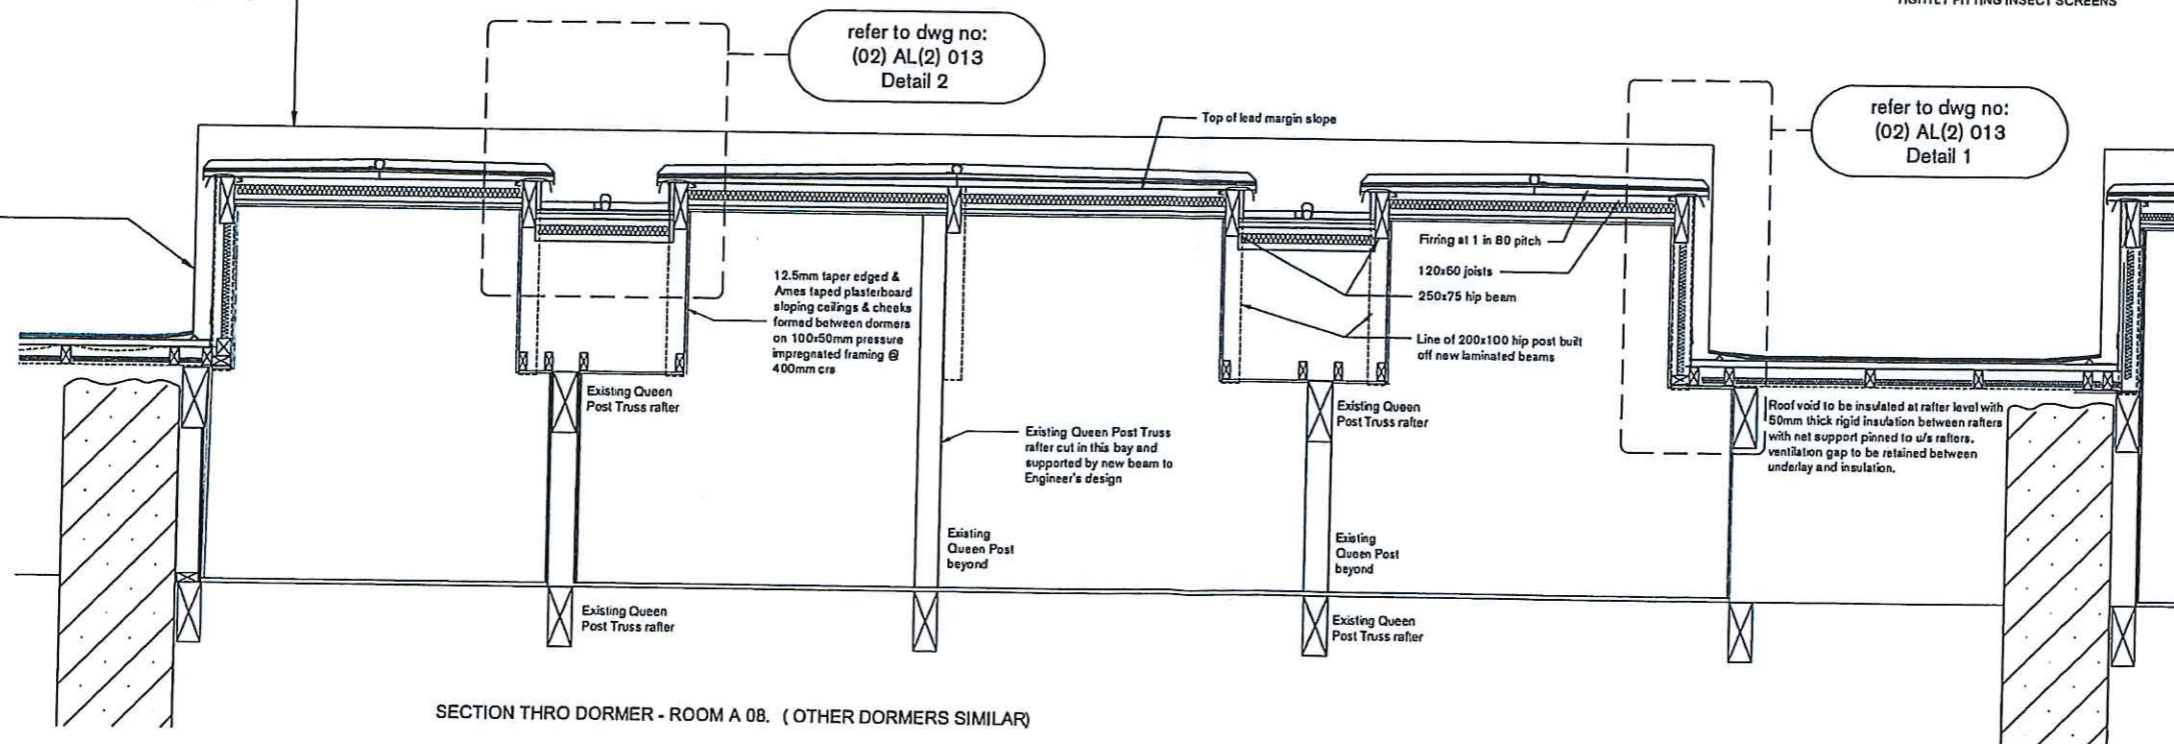 TIGHTLY FITTING INSECT SCREENS
refer to dwg no:
(02) AL(2) 013
Detail 2
refer to dwg no:
(02) AL(2) 013
Detail 1
Top of lead margin slope
Firring at 1 in 80 pitch
120x60 joists
250x75 hip beam
Line of 200x100 hip post built
off new laminated beams
12.5mm taper edged &
Ames taped plasterboard
sloping ceilings & cheeks
formed between dormers
on 100x50mm pressure
impregnated framing @
400mm crs
Existing Queen
Post Truss rafter
Existing Queen
Post Truss rafter
Roof void to be insulated at rafter level with
50mm thick rigid insulation between rafters
with net support pinned to u/s rafters.
ventilation gap to be retained between
underlay and insulation.
Existing Queen Post Truss
rafter cut in this bay and
supported by new beam to
Engineer's design
Existing
Queen Post
beyond
Existing
Queen Post
beyond
Existing Queen
Post Truss rafter
Existing Queen
Post Truss rafter
SECTION THRO DORMER - ROOM A 08. ( OTHER DORMERS SIMILAR)